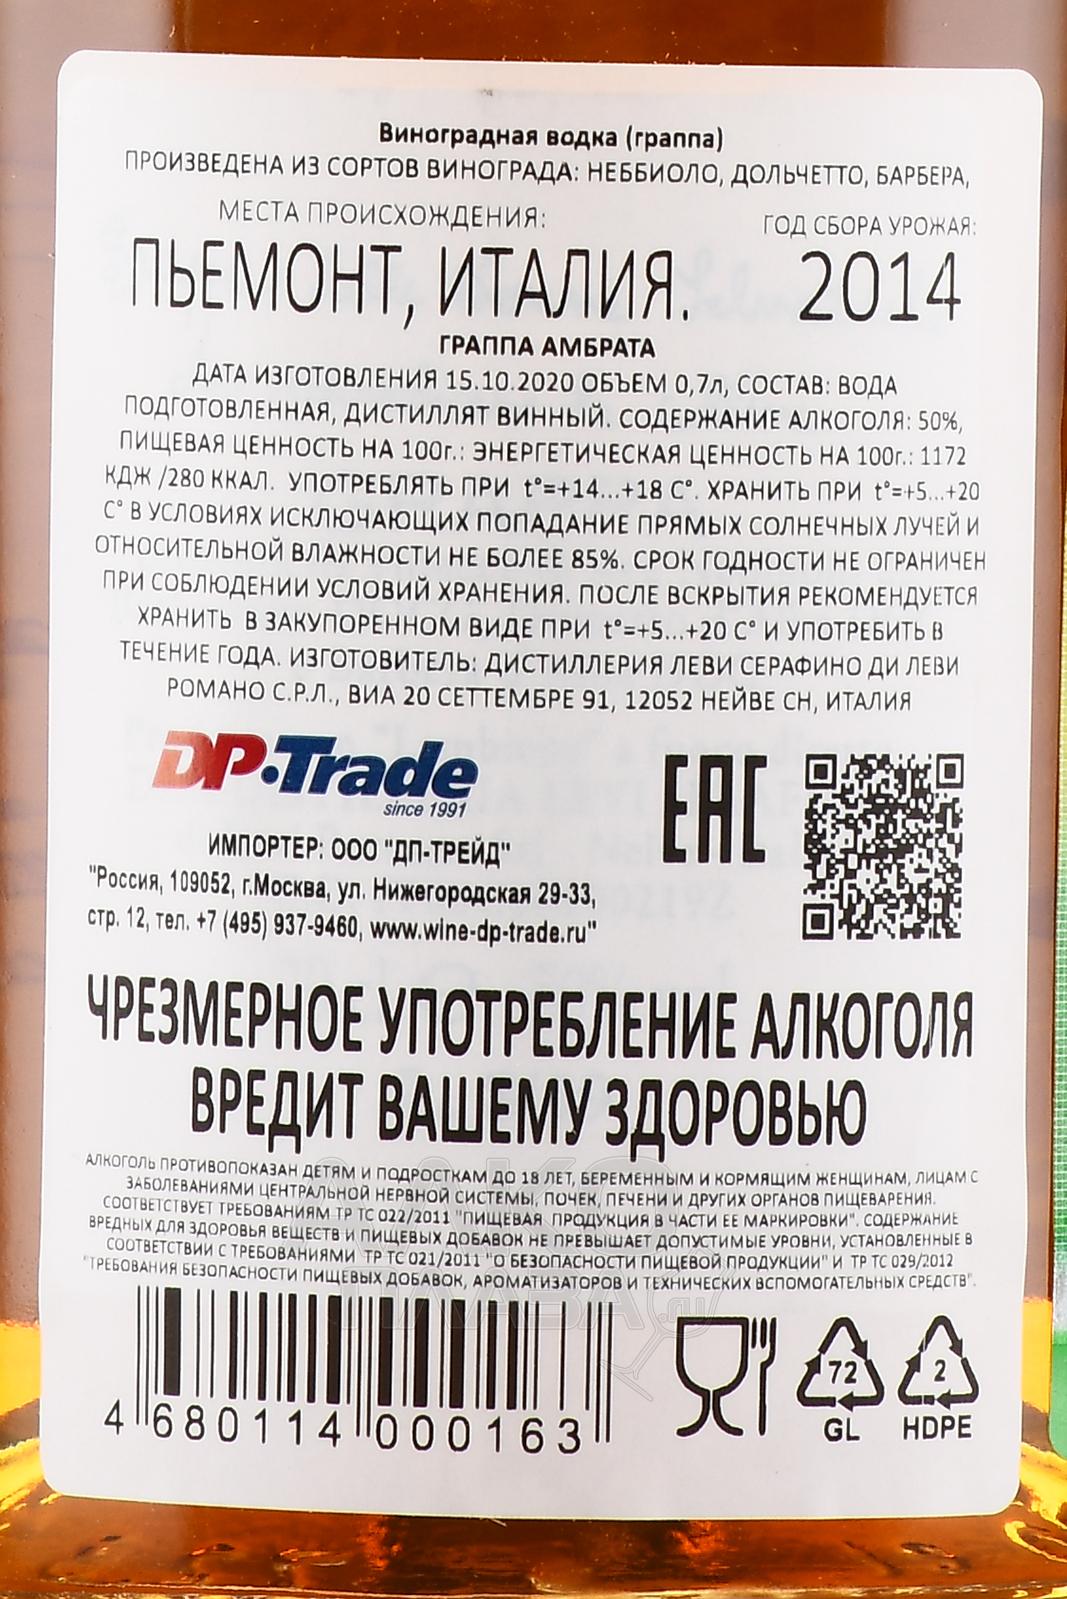 Виноградная водка (граппа)
ПРОИЗВЕДЕНА ИЗ СОРТОВ ВИНОГРАДА: НЕББИОЛО, ДОЛЬЧЕТТО, БАРБЕРА,
МЕСТА ПРОИСХОЖДЕНИЯ: ГОД СБОРА УРОЖАЯ:
ПЬЕМОНТ, ИТАЛИЯ. 2014
ГРАППА АМБРАТА
ДАТА ИЗГОТОВЛЕНИЯ 15.10.2020 ОБЪЕМ 0,7л, СОСТАВ: ВОДА
ПОДГОТОВЛЕННАЯ, ДИСТИЛЛЯТ ВИННЫЙ. СОДЕРЖАНИЕ АЛКОГОЛЯ: 50%,
ПИЩЕВАЯ ЦЕННОСТЬ НА 100г.: ЭНЕРГЕТИЧЕСКАЯ ЦЕННОСТЬ НА 100г.: 1172
КДЖ /280 ККАЛ. УПОТРЕБЛЯТЬ ПРИ t°=+14...+18 С°. ХРАНИТЬ ПРИ t°=+5...+20
С° В УСЛОВИЯХ ИСКЛЮЧАЮЩИХ ПОПАДАНИЕ ПРЯМЫХ СОЛНЕЧНЫХ ЛУЧЕЙ И
ОТНОСИТЕЛЬНОЙ ВЛАЖНОСТИ НЕ БОЛЕЕ 85%. СРОК ГОДНОСТИ НЕ ОГРАНИЧЕН
ПРИ СОБЛЮДЕНИИ УСЛОВИЙ ХРАНЕНИЯ. ПОСЛЕ ВСКРЫТИЯ РЕКОМЕНДУЕТСЯ
ХРАНИТЬ В ЗАКУПОРЕННОМ ВИДЕ ПРИ t°=+5...+20 С° И УПОТРЕБИТЬ В
ТЕЧЕНИЕ ГОДА. ИЗГОТОВИТЕЛЬ: ДИСТИЛЛЕРИЯ ЛЕВИ СЕРАФИНО ДИ ЛЕВИ
РОМАНО С.Р.Л., ВИА 20 СЕТТЕМБРЕ 91, 12052 НЕЙВЕ CH, ИТАЛИЯ
DP·Trade
since 1991
EAC
ИМПОРТЕР: ООО "ДП-ТРЕЙД"
"Россия, 109052, г.Москва, ул. Нижегородская 29-33,
стр. 12, тел. +7 (495) 937-9460, www.wine-dp-trade.ru"
ЧРЕЗМЕРНОЕ УПОТРЕБЛЕНИЕ АЛКОГОЛЯ
ВРЕДИТ ВАШЕМУ ЗДОРОВЬЮ
АЛКОГОЛЬ ПРОТИВОПОКАЗАН ДЕТЯМ И ПОДРОСТКАМ ДО 18 ЛЕТ, БЕРЕМЕННЫМ И КОРМЯЩИМ ЖЕНЩИНАМ, ЛИЦАМ С
ЗАБОЛЕВАНИЯМИ ЦЕНТРАЛЬНОЙ НЕРВНОЙ СИСТЕМЫ, ПОЧЕК, ПЕЧЕНИ И ДРУГИХ ОРГАНОВ ПИЩЕВАРЕНИЯ.
СООТВЕТСТВУЕТ ТРЕБОВАНИЯМ ТР ТС 022/2011 "ПИЩЕВАЯ ПРОДУКЦИЯ В ЧАСТИ ЕЕ МАРКИРОВКИ". СОДЕРЖАНИЕ
ВРЕДНЫХ ДЛЯ ЗДОРОВЬЯ ВЕЩЕСТВ И ПИЩЕВЫХ ДОБАВОК НЕ ПРЕВЫШАЕТ ДОПУСТИМЫЕ УРОВНИ, УСТАНОВЛЕННЫЕ В
СООТВЕТСТВИИ С ТРЕБОВАНИЯМИ ТР ТС 021/2011 "О БЕЗОПАСНОСТИ ПИЩЕВОЙ ПРОДУКЦИИ" И ТР ТС 029/2012
"ТРЕБОВАНИЯ БЕЗОПАСНОСТИ ПИЩЕВЫХ ДОБАВОК, АРОМАТИЗАТОРОВ И ТЕХНИЧЕСКИХ ВСПОМОГАТЕЛЬНЫХ СРЕДСТВ".
4 680114 000163
72 2
GL HDPE